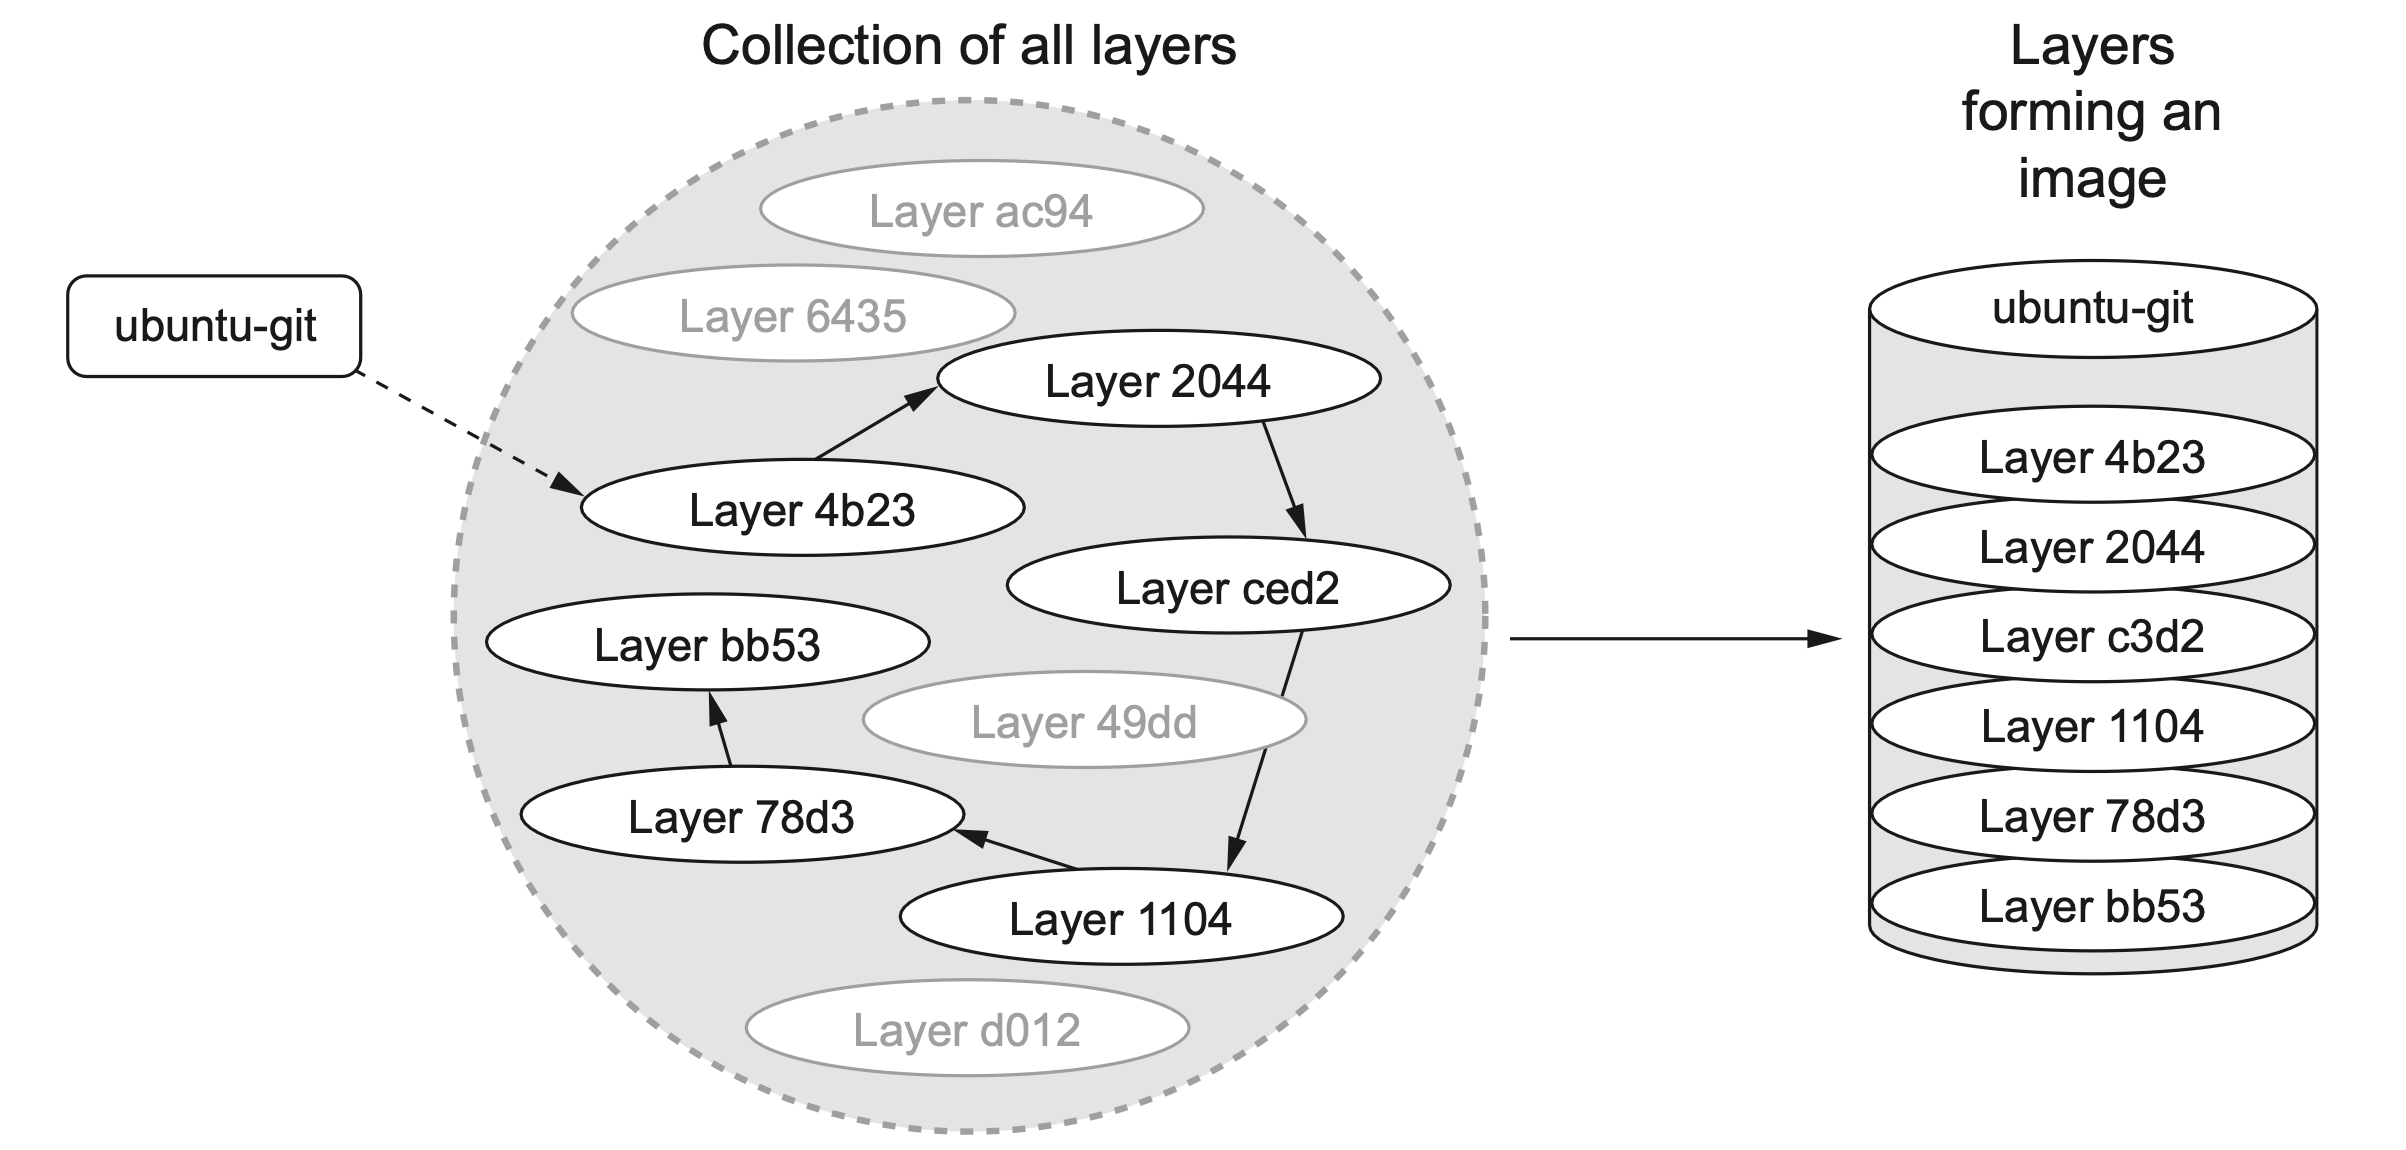 Collection of all layers
Layers
forming an
image
ubuntu-git
Layer ac94
Layer 6435
Layer 2044
Layer 4b23
Layer ced2
Layer bb53
Layer 49dd
Layer 78d3
Layer 1104
Layer d012
ubuntu-git
Layer 4b23
Layer 2044
Layer c3d2
Layer 1104
Layer 78d3
Layer bb53